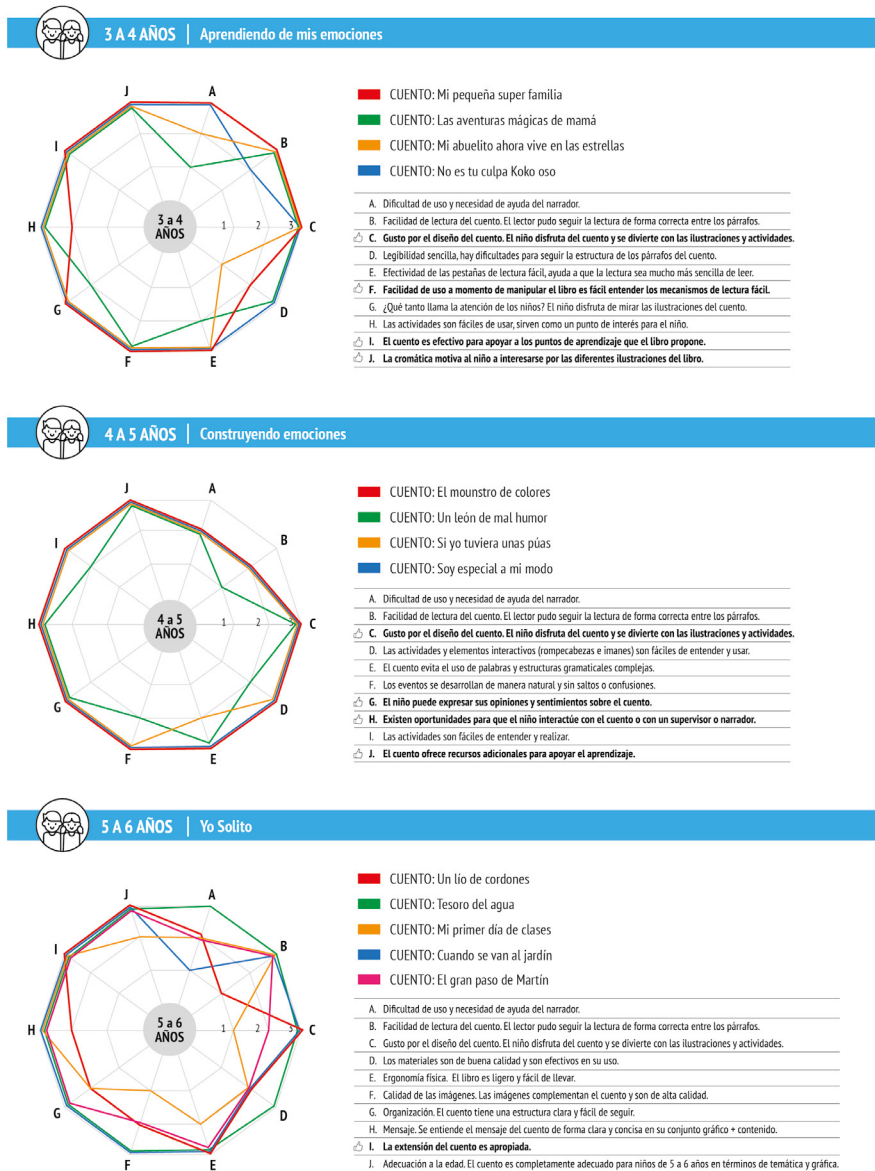 3 A 4 AÑOS | Aprendiendo de mis emociones
J
A
I
B
H
3 a 4
AÑOS
1
2
3
C
G
D
F
E
CUENTO: Mi pequeña super familia
CUENTO: Las aventuras mágicas de mamá
CUENTO: Mi abuelito ahora vive en las estrellas
CUENTO: No es tu culpa Koko oso
A. Dificultad de uso y necesidad de ayuda del narrador.
B. Facilidad de lectura del cuento. El lector pudo seguir la lectura de forma correcta entre los párrafos.
C. Gusto por el diseño del cuento. El niño disfruta del cuento y se divierte con las ilustraciones y actividades.
D. Legibilidad sencilla, hay dificultades para seguir la estructura de los párrafos del cuento.
E. Efectividad de las pestañas de lectura fácil, ayuda a que la lectura sea mucho más sencilla de leer.
F. Facilidad de uso a momento de manipular el libro es fácil entender los mecanismos de lectura fácil.
G. ¿Qué tanto llama la atención de los niños? El niño disfruta de mirar las ilustraciones del cuento.
H. Las actividades son fáciles de usar, sirven como un punto de interés para el niño.
I. El cuento es efectivo para apoyar a los puntos de aprendizaje que el libro propone.
J. La cromática motiva al niño a interesarse por las diferentes ilustraciones del libro.
4 A 5 AÑOS | Construyendo emociones
J
A
I
B
H
4 a 5
AÑOS
1
2
3
C
G
D
F
E
CUENTO: El mounstro de colores
CUENTO: Un león de mal humor
CUENTO: Si yo tuviera unas púas
CUENTO: Soy especial a mi modo
A. Dificultad de uso y necesidad de ayuda del narrador.
B. Facilidad de lectura del cuento. El lector pudo seguir la lectura de forma correcta entre los párrafos.
C. Gusto por el diseño del cuento. El niño disfruta del cuento y se divierte con las ilustraciones y actividades.
D. Las actividades y elementos interactivos (rompecabezas e imanes) son fáciles de entender y usar.
E. El cuento evita el uso de palabras y estructuras gramaticales complejas.
F. Los eventos se desarrollan de manera natural y sin saltos o confusiones.
G. El niño puede expresar sus opiniones y sentimientos sobre el cuento.
H. Existen oportunidades para que el niño interactúe con el cuento o con un supervisor o narrador.
I. Las actividades son fáciles de entender y realizar.
J. El cuento ofrece recursos adicionales para apoyar el aprendizaje.
5 A 6 AÑOS | Yo Solito
J
A
I
B
H
5 a 6
AÑOS
1
2
3
C
G
D
F
E
CUENTO: Un lío de cordones
CUENTO: Tesoro del agua
CUENTO: Mi primer día de clases
CUENTO: Cuando se van al jardín
CUENTO: El gran paso de Martín
A. Dificultad de uso y necesidad de ayuda del narrador.
B. Facilidad de lectura del cuento. El lector pudo seguir la lectura de forma correcta entre los párrafos.
C. Gusto por el diseño del cuento. El niño disfruta del cuento y se divierte con las ilustraciones y actividades.
D. Los materiales son de buena calidad y son efectivos en su uso.
E. Ergonomía física. El libro es ligero y fácil de llevar.
F. Calidad de las imágenes. Las imágenes complementan el cuento y son de alta calidad.
G. Organización. El cuento tiene una estructura clara y fácil de seguir.
H. Mensaje. Se entiende el mensaje del cuento de forma clara y concisa en su conjunto gráfico + contenido.
I. La extensión del cuento es apropiada.
J. Adecuación a la edad. El cuento es completamente adecuado para niños de 5 a 6 años en términos de temática y gráfica.